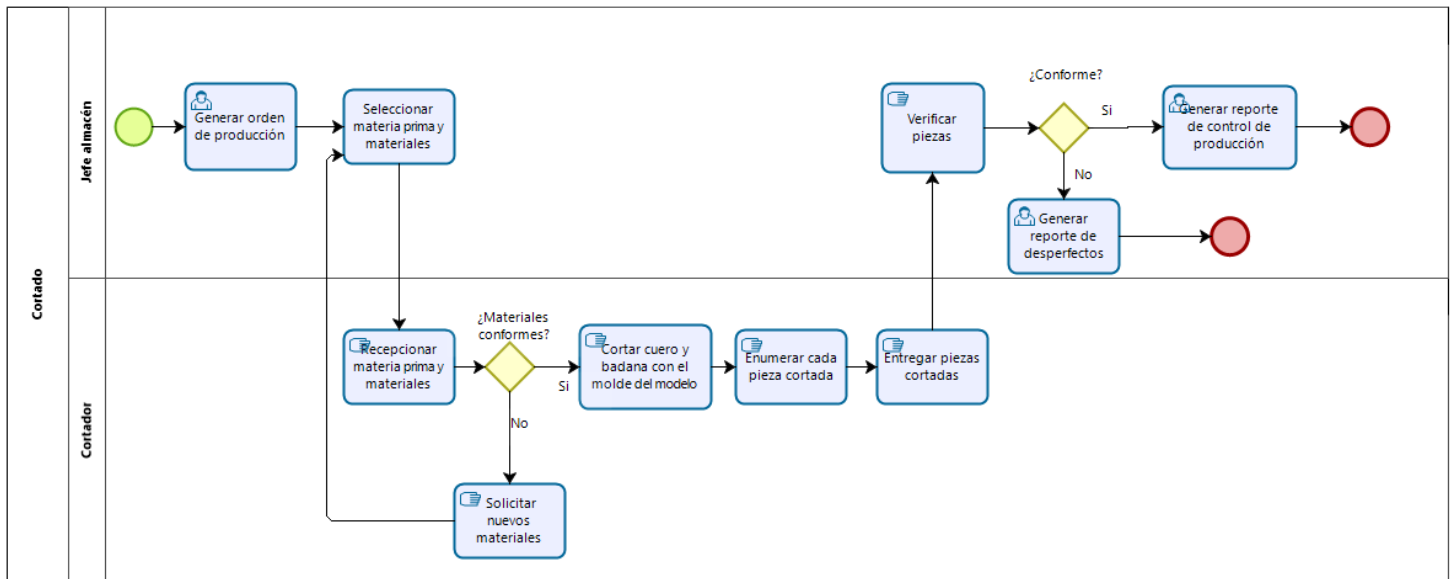 Cortado
Jefe almacén
Generar orden
de producción
Seleccionar
materia prima y
materiales
Verificar
piezas
¿Conforme?
Si
Generar reporte
de control de
producción
No
Generar
reporte de
desperfectos
Cortador
Recepcionar
materia prima y
materiales
¿Materiales
conformes?
Si
Cortar cuero y
badana con el
molde del modelo
Enumerar cada
pieza cortada
Entregar piezas
cortadas
No
Solicitar
nuevos
materiales